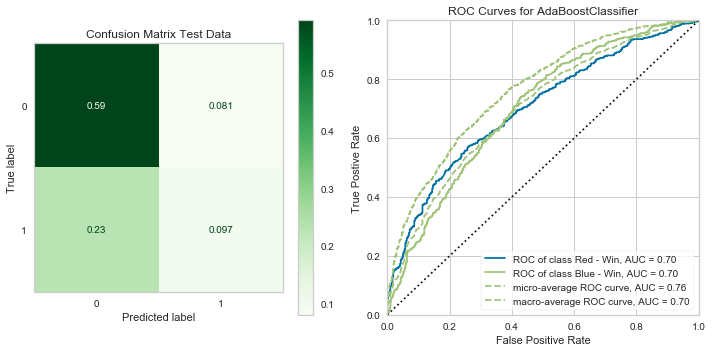 Confusion Matrix Test Data
True label
0
1
0.59
0.081
0.23
0.097
0
1
Predicted label
0.5
0.4
0.3
0.2
0.1
ROC Curves for AdaBoostClassifier
True Postive Rate
1.0
0.8
0.6
0.4
0.2
0.0
0.0
0.2
0.4
0.6
0.8
1.0
False Positive Rate
ROC of class Red - Win, AUC = 0.70
ROC of class Blue - Win, AUC = 0.70
micro-average ROC curve, AUC = 0.76
macro-average ROC curve, AUC = 0.70